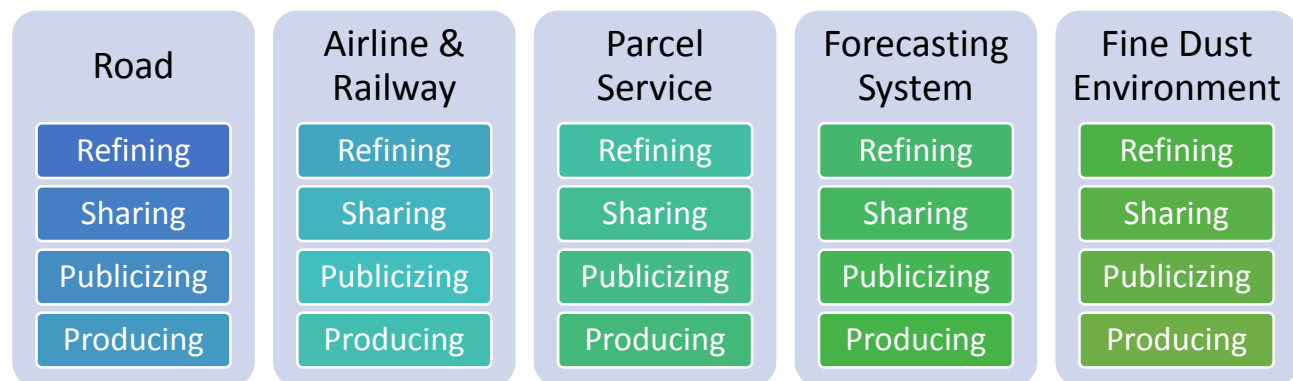 Road
Refining
Sharing
Publicizing
Producing
Airline &
Railway
Refining
Sharing
Publicizing
Producing
Parcel
Service
Refining
Sharing
Publicizing
Producing
Forecasting
System
Refining
Sharing
Publicizing
Producing
Fine Dust
Environment
Refining
Sharing
Publicizing
Producing